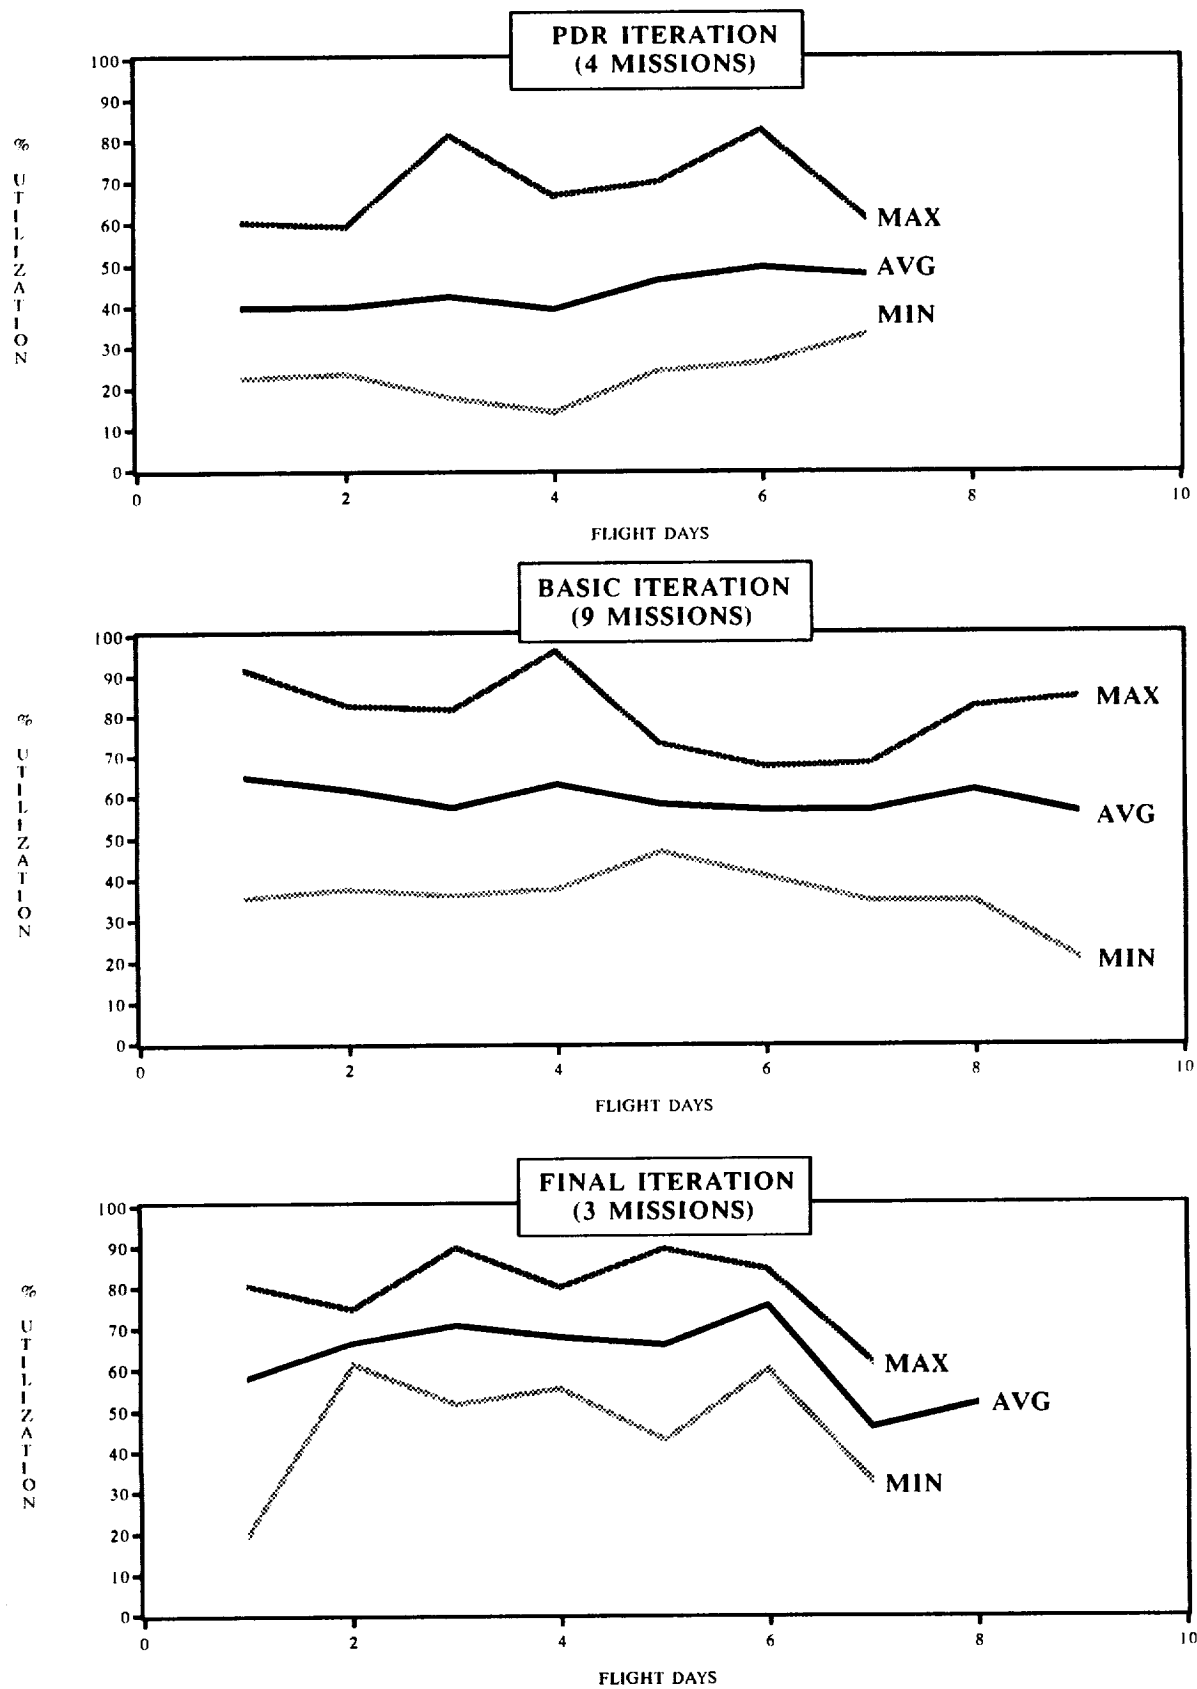 PDR ITERATION
(4 MISSIONS)
100
90
80
70
60
50
40
30
20
10
0
% UTILIZATION
MAX
AVG
MIN
0 2 4 6 8 10
FLIGHT DAYS
BASIC ITERATION
(9 MISSIONS)
100
90
80
70
60
50
40
30
20
10
0
% UTILIZATION
MAX
AVG
MIN
0 2 4 6 8 10
FLIGHT DAYS
FINAL ITERATION
(3 MISSIONS)
100
90
80
70
60
50
40
30
20
10
0
% UTILIZATION
MAX
AVG
MIN
0 2 4 6 8 10
FLIGHT DAYS